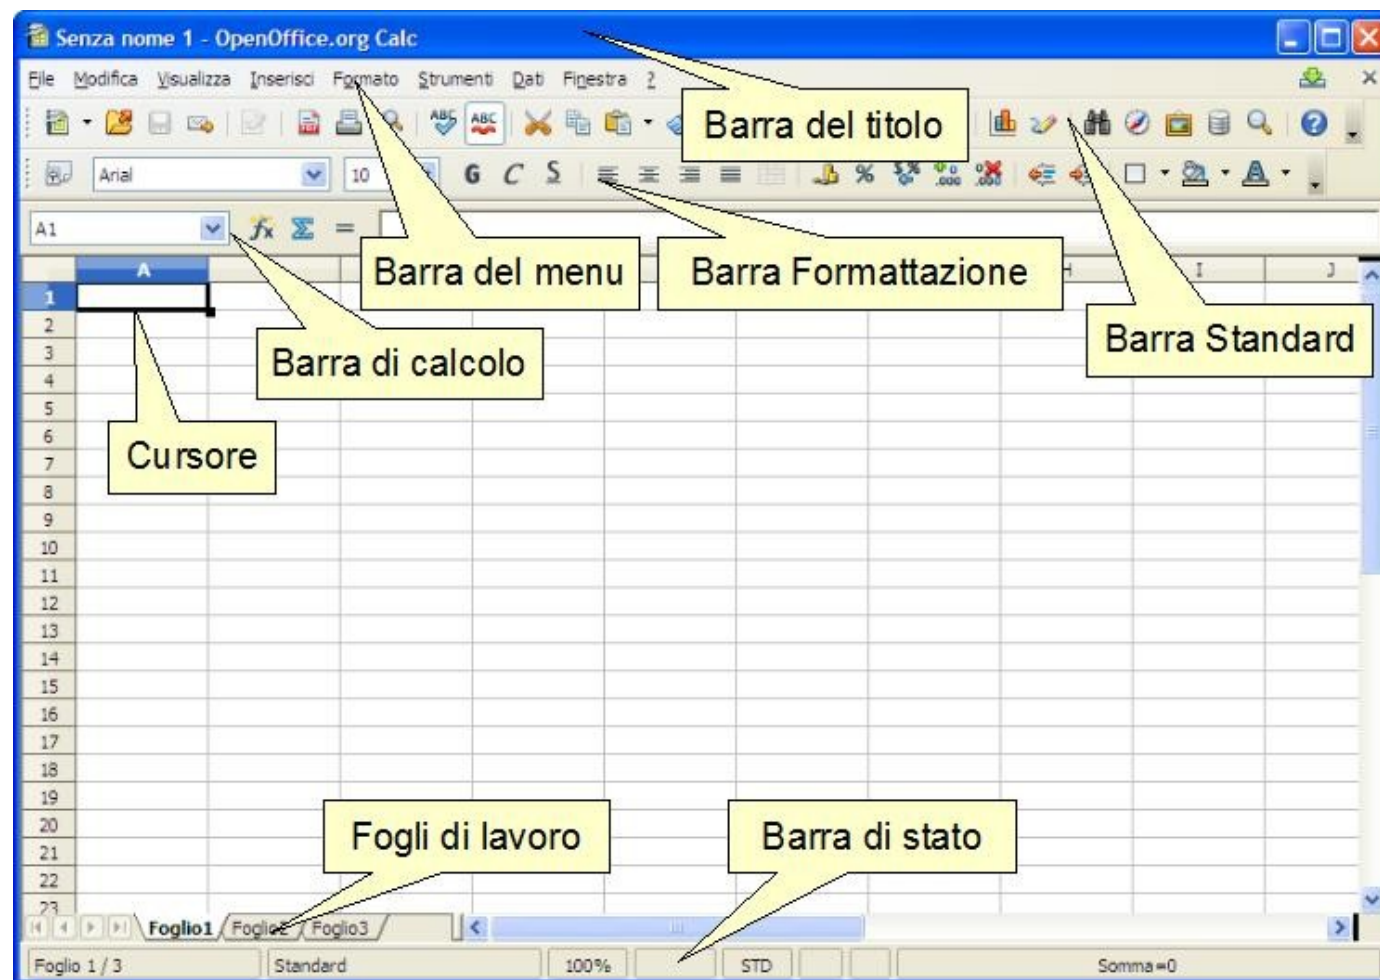 Senza nome 1 - OpenOffice.org Calc
File Modifica Visualizza Inserisci Formato Strumenti Dati Finestra ?
Barra del titolo
Arial 10 G C S
A1
Barra del menu
Barra Formattazione
A H I J
Barra Standard
Barra di calcolo
Cursore
1
2
3
4
5
6
7
8
9
10
11
12
13
14
15
16
17
18
19
20
21
22
23
Fogli di lavoro
Barra di stato
Foglio1 Foglio2 Foglio3
Foglio 1 / 3 Standard 100% STD Somma=0